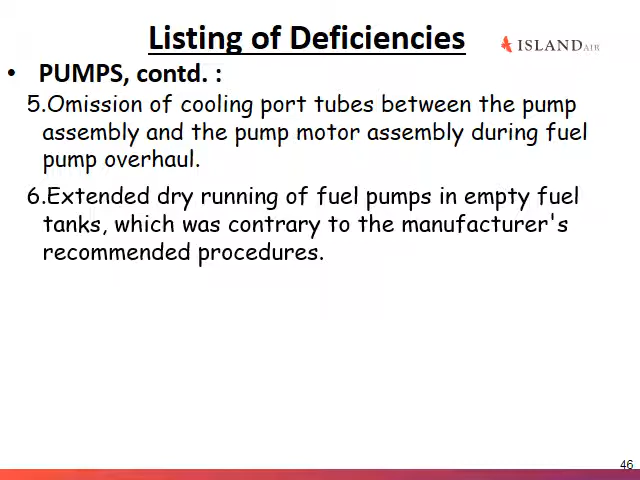 Listing of Deficiencies
ISLAND AIR
• PUMPS, contd. :
5.Omission of cooling port tubes between the pump
assembly and the pump motor assembly during fuel
pump overhaul.
6.Extended dry running of fuel pumps in empty fuel
tanks, which was contrary to the manufacturer's
recommended procedures.
46